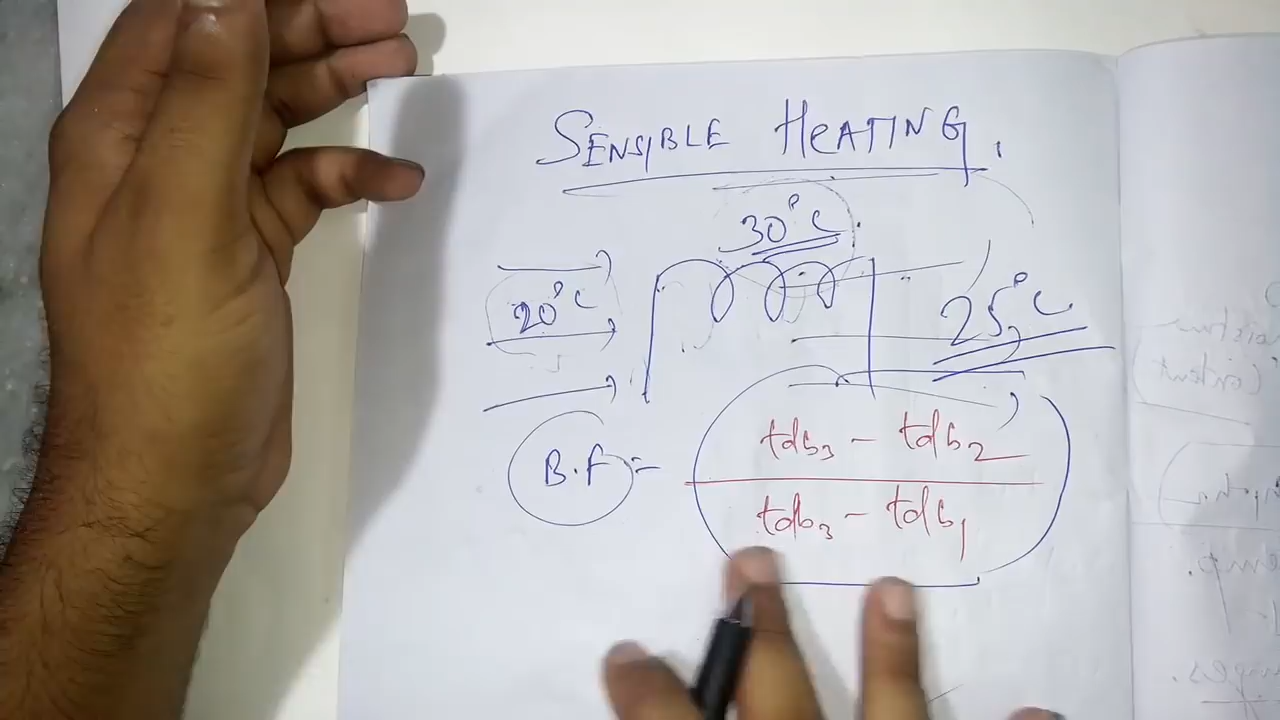 SENSIBLE HEATING.
30°C
20°C
25°C
B.F = tdb₃ - tdb₂
tdb₃ - tdb₁